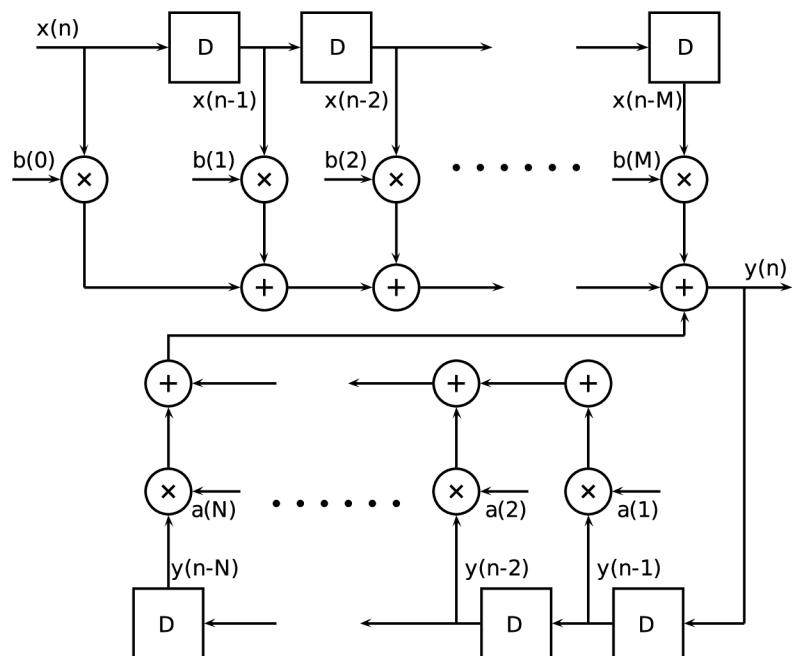 x(n)
D
D
D
x(n-1)
x(n-2)
x(n-M)
b(0)
×
b(1)
×
b(2)
×
b(M)
×
y(n)
+
+
+
+
+
+
×
×
×
a(N)
a(2)
a(1)
y(n-N)
y(n-2)
y(n-1)
D
D
D